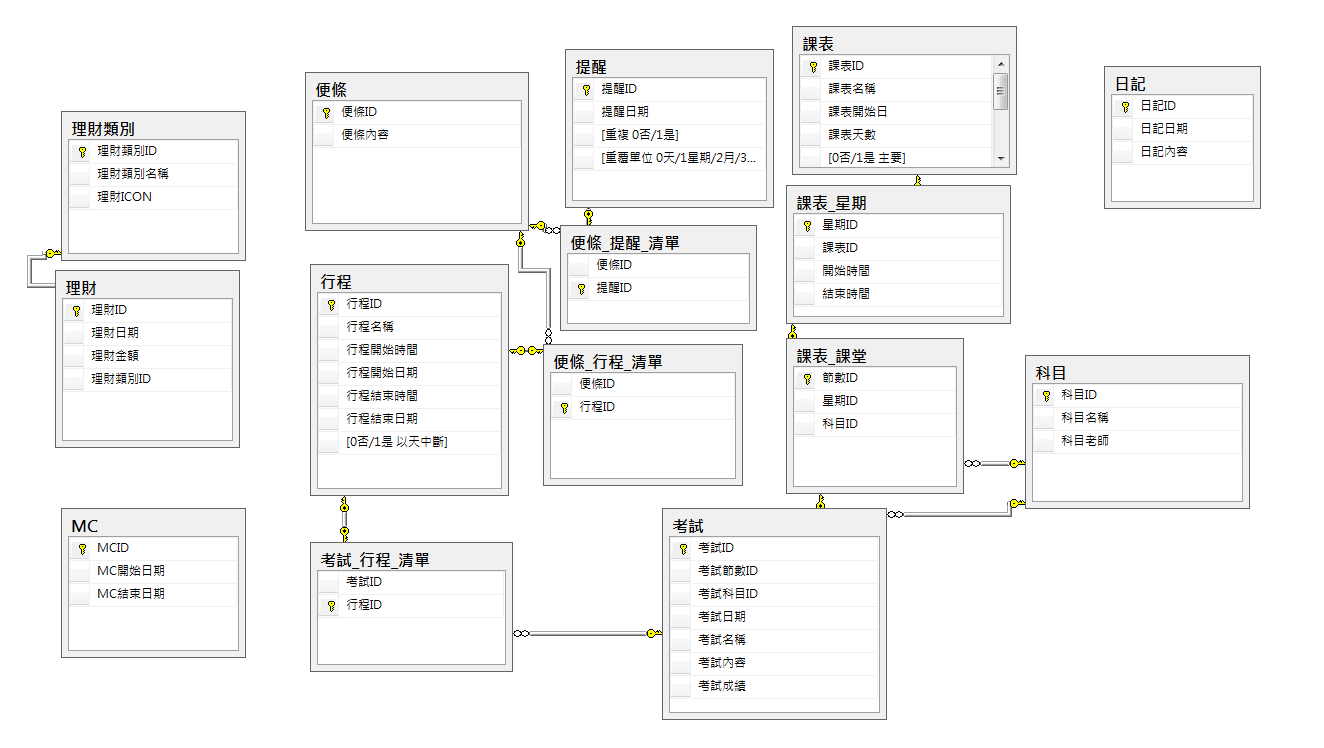 理財類別
理財類別ID
理財類別名稱
理財ICON
理財
理財ID
理財日期
理財金額
理財類別ID
MC
MCID
MC開始日期
MC結束日期
便條
便條ID
便條內容
行程
行程ID
行程名稱
行程開始時間
行程開始日期
行程結束時間
行程結束日期
[0否/1是 以天中斷]
考試_行程_清單
考試ID
行程ID
提醒
提醒ID
提醒日期
[重複 0否/1是]
[重覆單位 0天/1星期/2月/3...
便條_提醒_清單
便條ID
提醒ID
便條_行程_清單
便條ID
行程ID
課表
課表ID
課表名稱
課表開始日
課表天數
[0否/1是 主要]
課表_星期
星期ID
課表ID
開始時間
結束時間
課表_課堂
節數ID
星期ID
科目ID
考試
考試ID
考試節數ID
考試科目ID
考試日期
考試名稱
考試內容
考試成績
日記
日記ID
日記日期
日記內容
科目
科目ID
科目名稱
科目老師